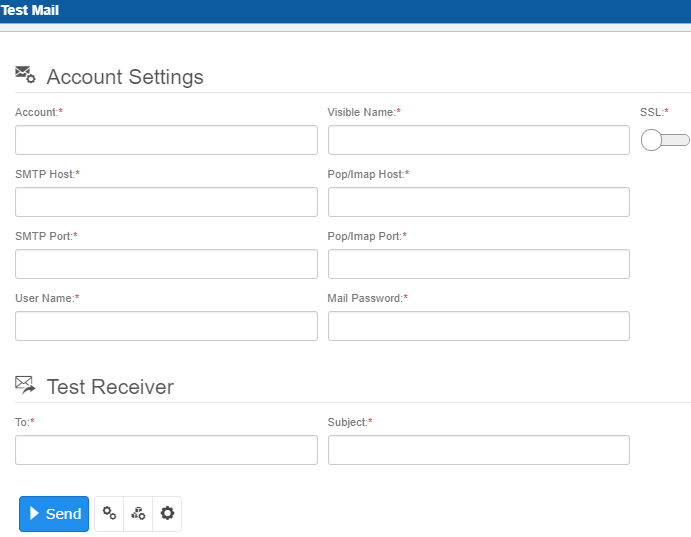 Test Mail
Account Settings
Account:* Visible Name:* SSL:*
SMTP Host:* Pop/Imap Host:*
SMTP Port:* Pop/Imap Port:*
User Name:* Mail Password:*
Test Receiver
To:* Subject:*
Send